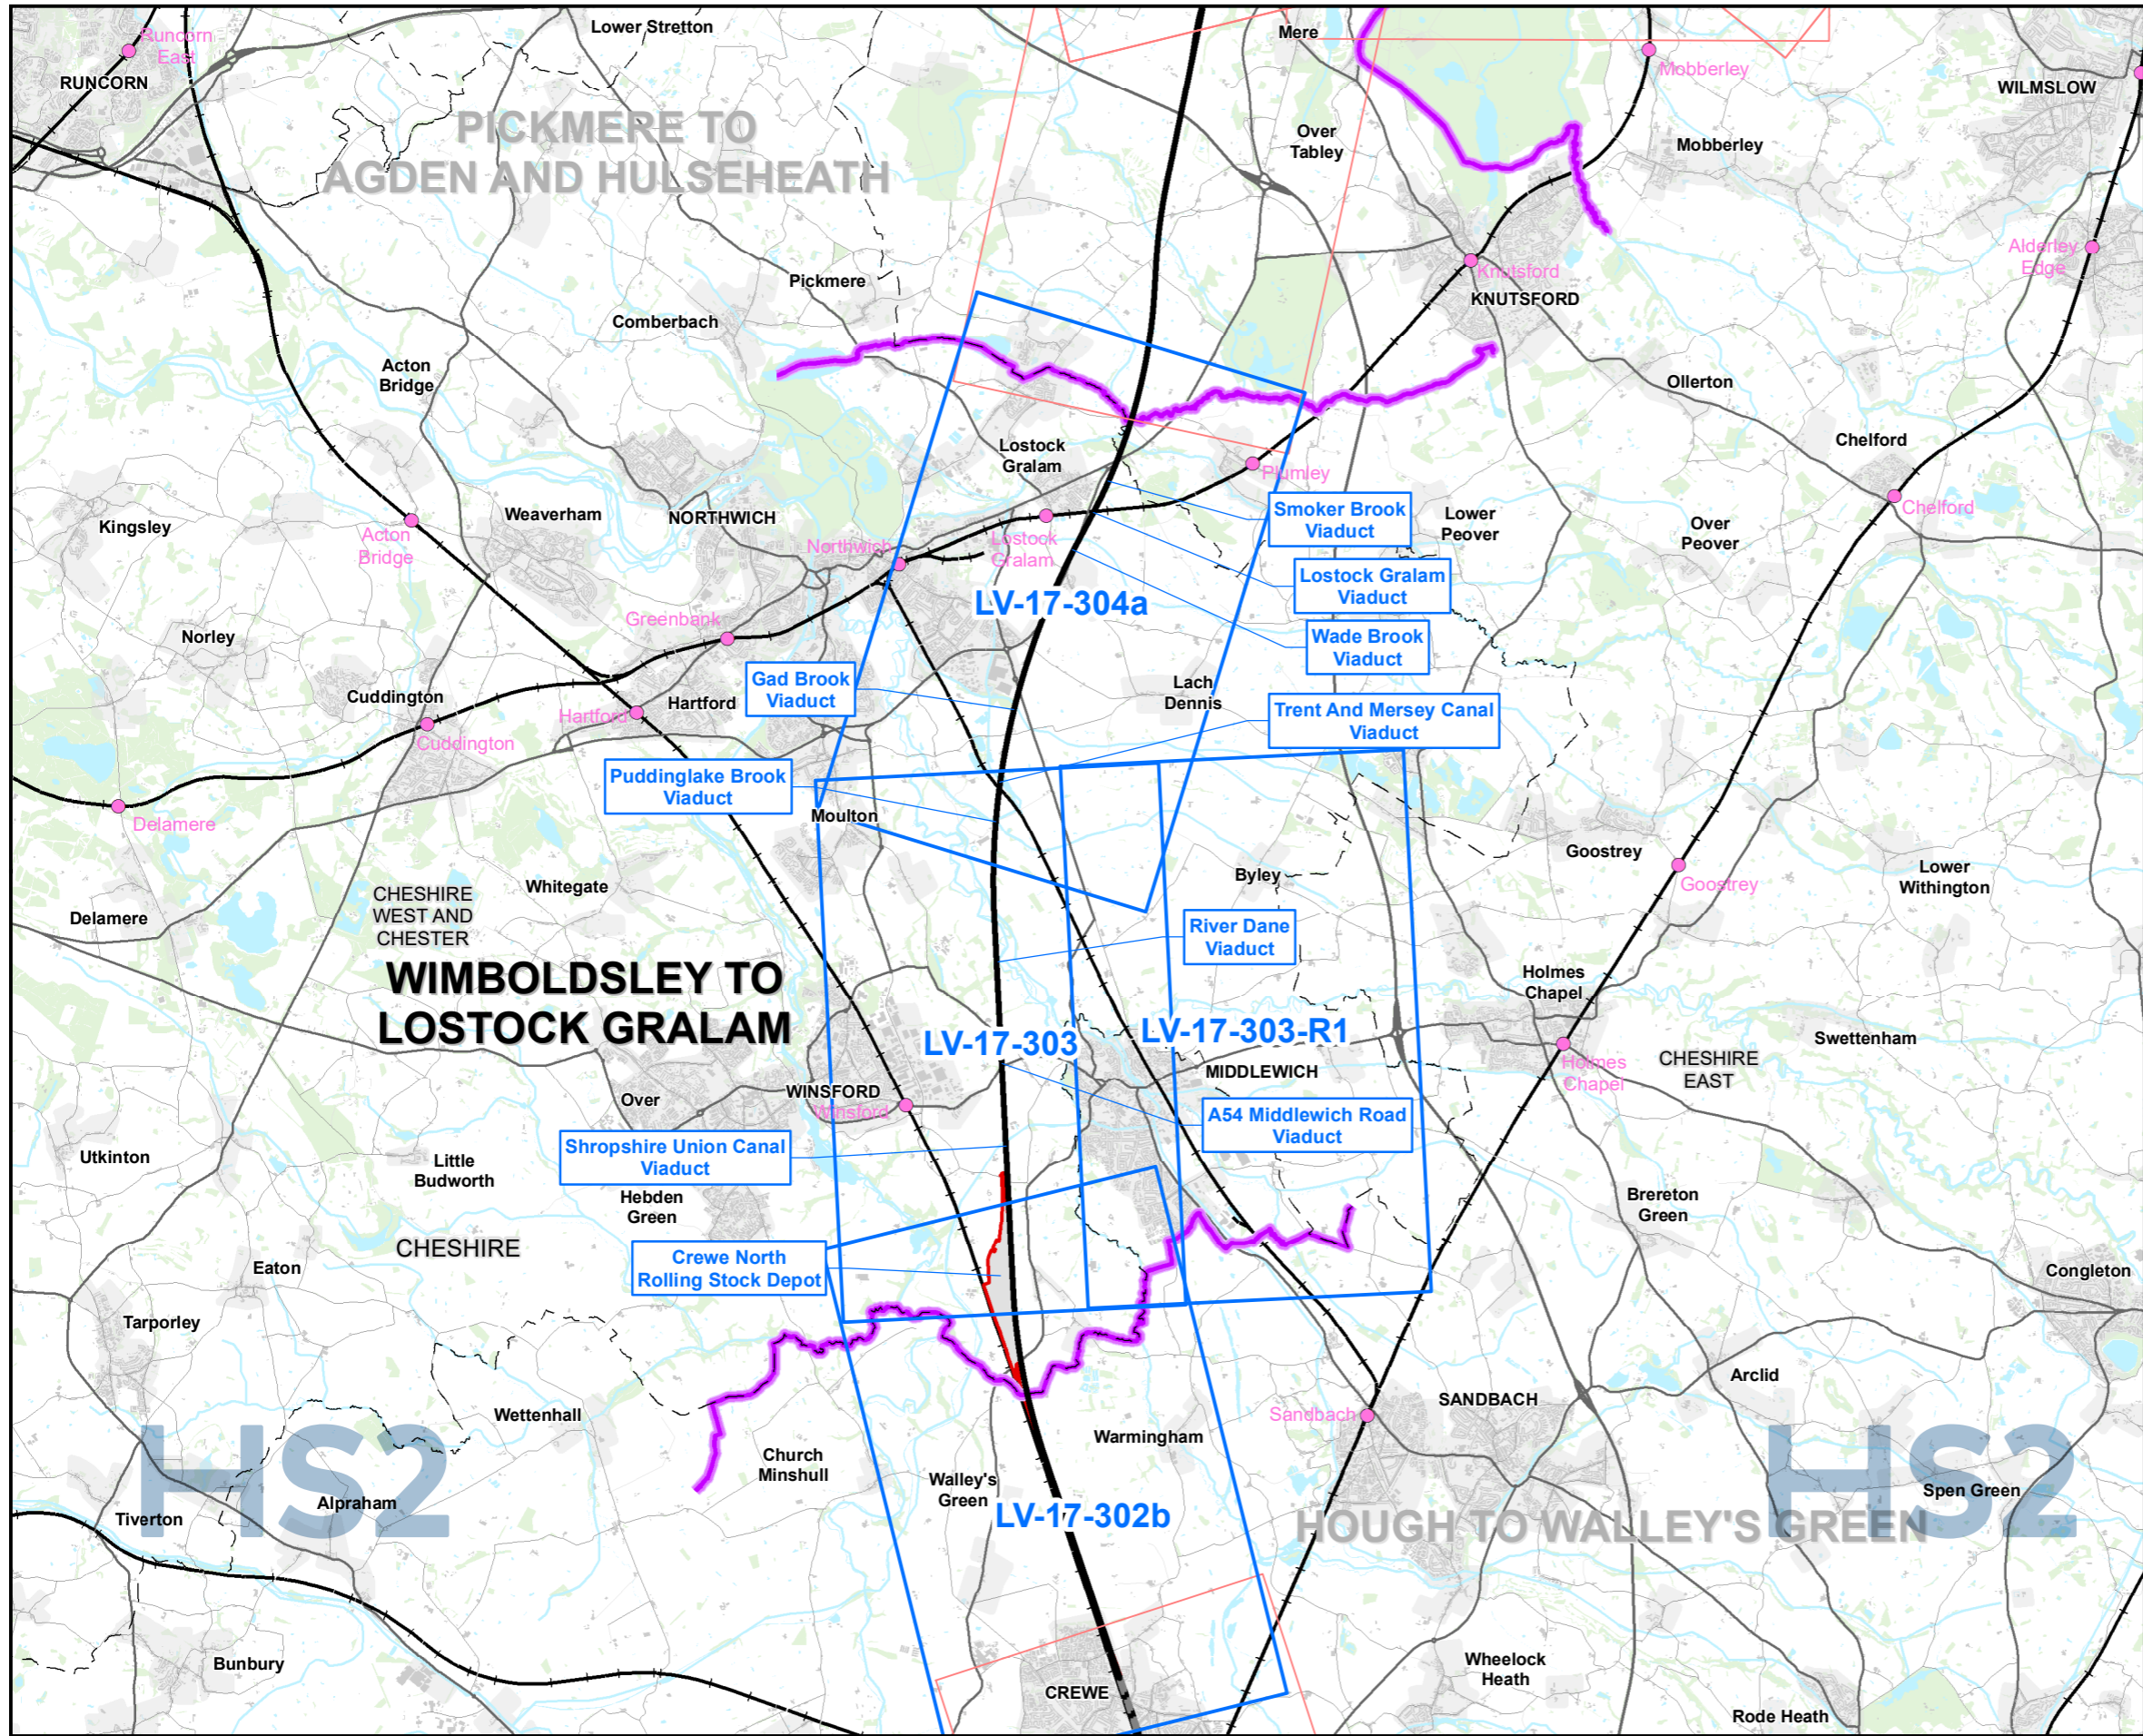 Runcorn
East
Lower Stretton
Mere
RUNCORN
Mobberley
WILMSLOW
PICKMERE TO
AGDEN AND HULSEHEATH
Over
Tabley
Mobberley
Alderley
Edge
Knutsford
KNUTSFORD
Pickmere
Comberbach
Acton
Bridge
Ollerton
Lostock
Gralam
Chelford
Plumley
Chelford
Kingsley
Weaverham
NORTHWICH
Acton
Bridge
Northwich
Lostock
Gralam
Smoker Brook
Viaduct
Lower
Peover
Over
Peover
Lostock Gralam
Viaduct
LV-17-304a
Wade Brook
Viaduct
Greenbank
Norley
Gad Brook
Viaduct
Lach
Dennis
Cuddington
Hartford
Hartford
Cuddington
Trent And Mersey Canal
Viaduct
Puddinglake Brook
Viaduct
Moulton
Delamere
Goostrey
Goostrey
Lower
Withington
Byley
Whitegate
CHESHIRE
WEST AND
CHESTER
Delamere
River Dane
Viaduct
WIMBOLDSLEY TO
LOSTOCK GRALAM
Holmes
Chapel
LV-17-303
LV-17-303-R1
Swettenham
Holmes
Chapel
CHESHIRE
EAST
MIDDLEWICH
WINSFORD
Winsford
Over
A54 Middlewich Road
Viaduct
Shropshire Union Canal
Viaduct
Utkinton
Little
Budworth
Hebden
Green
Brereton
Green
CHESHIRE
Crewe North
Rolling Stock Depot
Eaton
Congleton
Tarporley
Arclid
SANDBACH
Sandbach
Wettenhall
Warmingham
Church
Minshull
Walley's
Green
HS2
HS2
Alpraham
Tiverton
Spen Green
LV-17-302b
HOUGH TO WALLEY'S GREEN
Bunbury
Wheelock
Heath
CREWE
Rode Heath